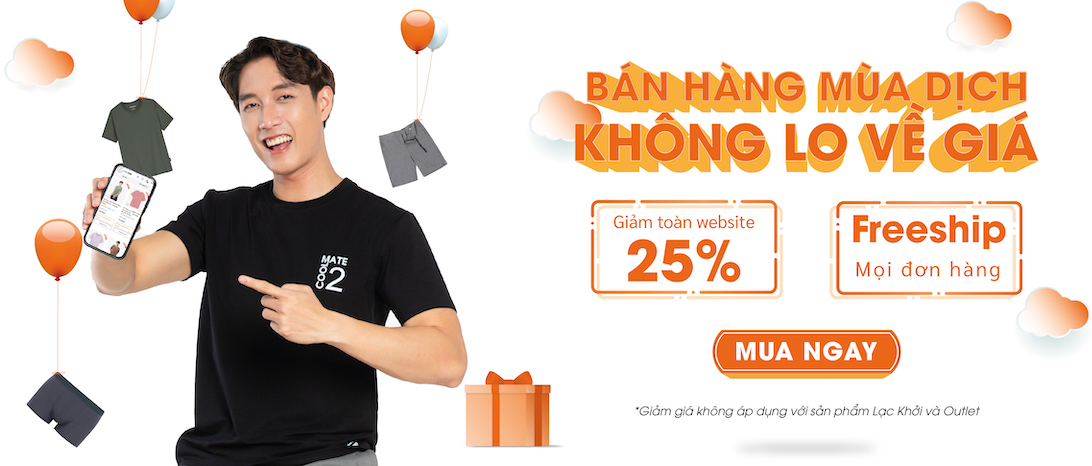 BÁN HÀNG MÙA DỊCH
KHÔNG LO VỀ GIÁ
Giảm toàn website
25%
Freeship
Mọi đơn hàng
MUA NGAY
*Giảm giá không áp dụng với sản phẩm Lạc Khởi và Outlet
COOL
MATE
2